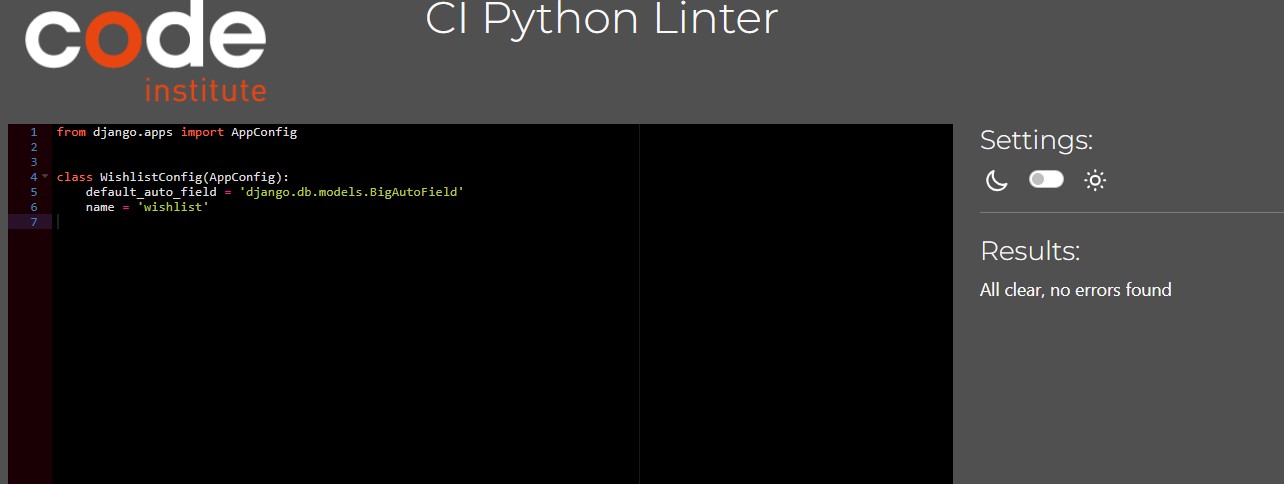 code
institute
CI Python Linter
1 from django.apps import AppConfig
2
3
4 class WishlistConfig(AppConfig):
5     default_auto_field = 'django.db.models.BigAutoField'
6     name = 'wishlist'
7
Settings:
Results:
All clear, no errors found